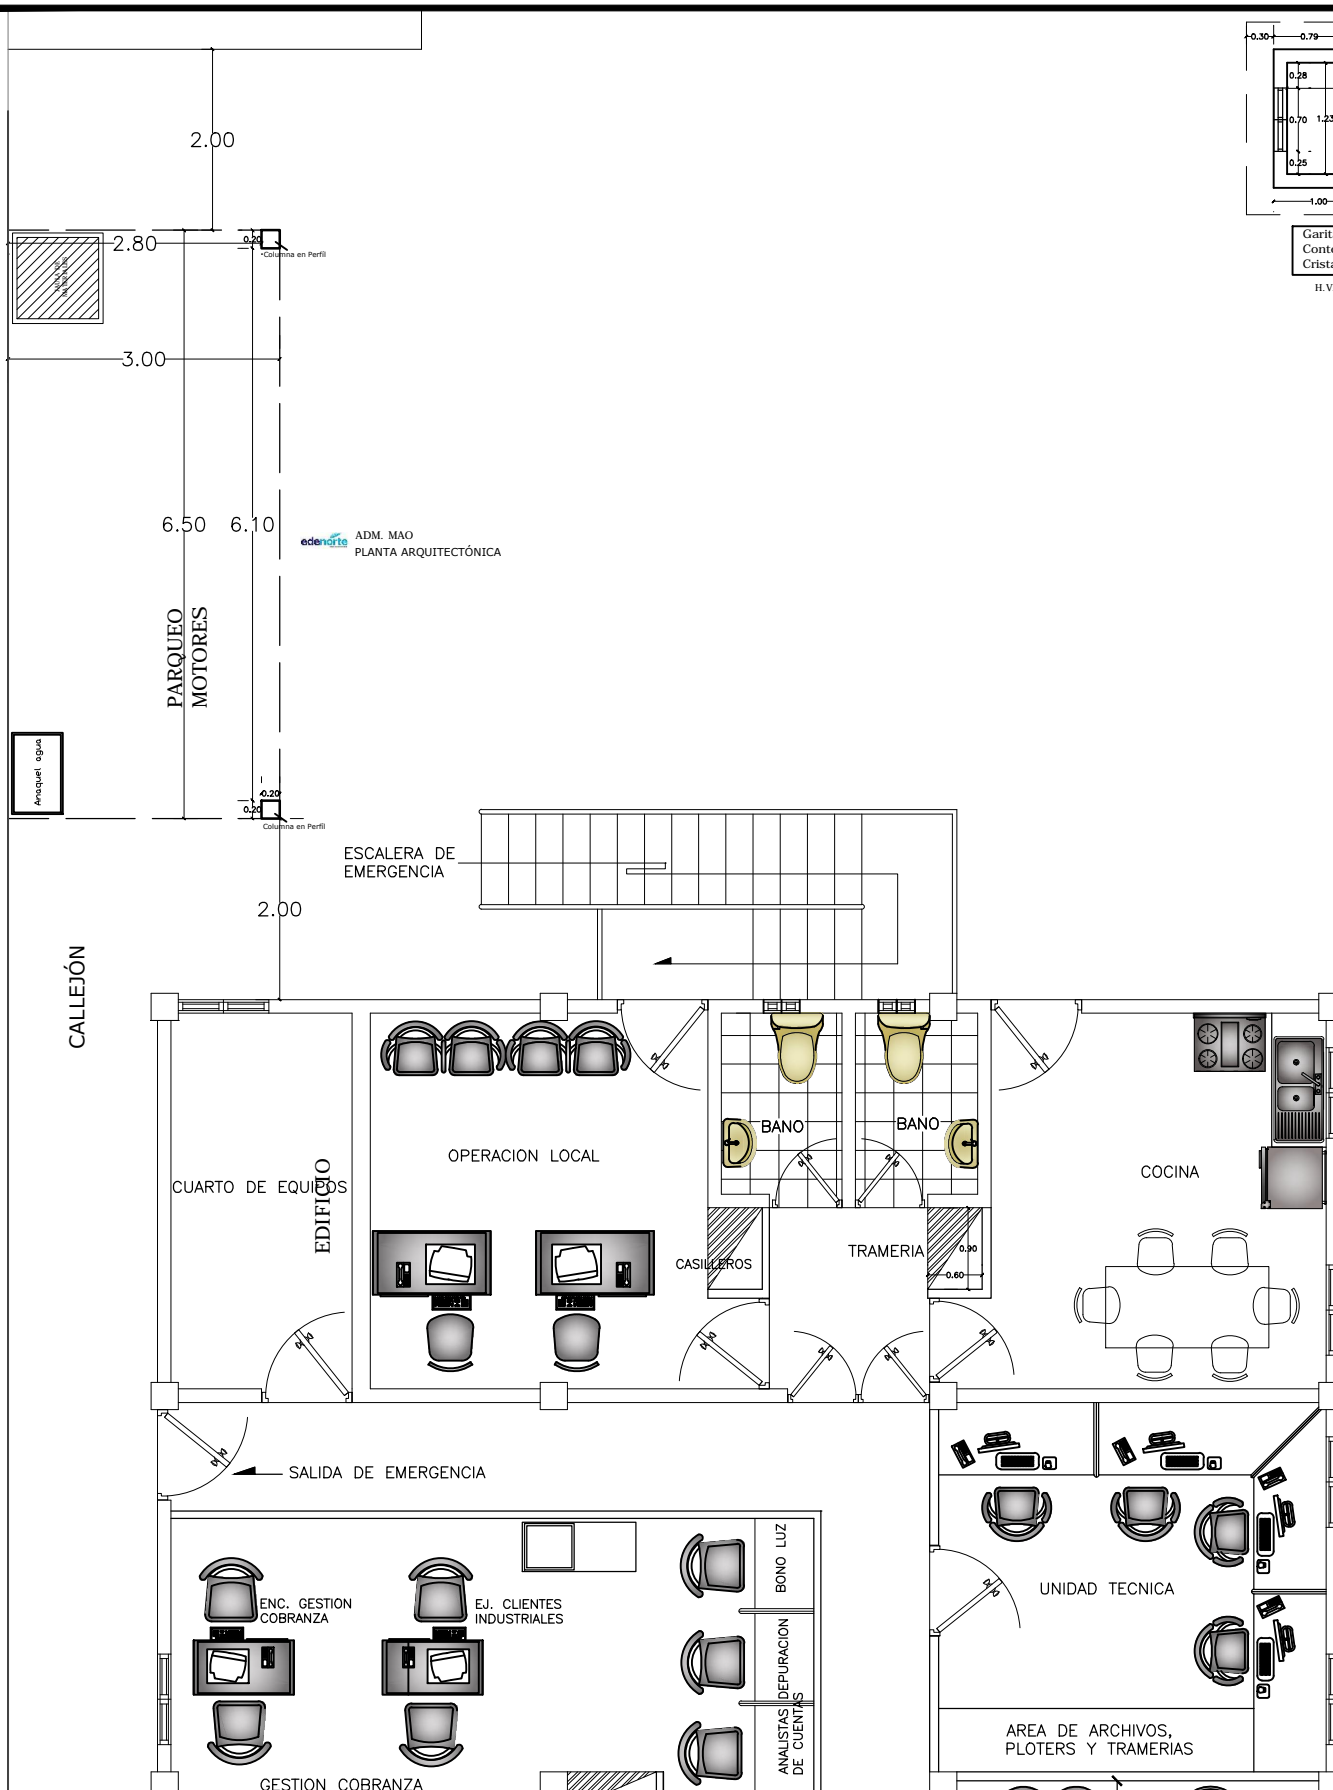 0.30
0.79
0.28
0.70
1.23
0.25
1.00
Garit
Conte
Crista
H.V.
2.00
2.80
0.20
Columna en Perfil
3.00
6.50
6.10
edenorte
ADM. MAO
PLANTA ARQUITECTÓNICA
PARQUEO
MOTORES
Anaquel agua
0.20
0.20
Columna en Perfil
ESCALERA DE
EMERGENCIA
2.00
CALLEJÓN
BANO
BANO
OPERACION LOCAL
COCINA
CUARTO DE EQUIPOS
EDIFICIO
CASILLEROS
TRAMERIA
0.90
0.60
SALIDA DE EMERGENCIA
BONO LUZ
UNIDAD TECNICA
ENC. GESTION
COBRANZA
EJ. CLIENTES
INDUSTRIALES
ANALISTAS DEPURACION
DE CUENTAS
AREA DE ARCHIVOS,
PLOTERS Y TRAMERIAS
GESTION COBRANZA